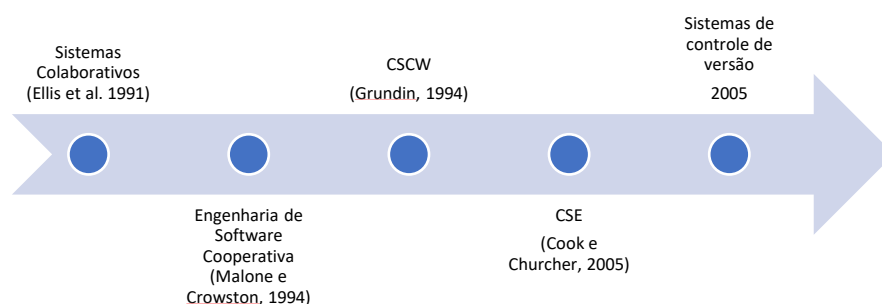 Sistemas
Colaborativos
(Ellis et al. 1991)
Engenharia de
Software
Cooperativa
(Malone e
Crowston, 1994)
CSCW
(Grundin, 1994)
CSE
(Cook e
Churcher, 2005)
Sistemas de
controle de
versão
2005